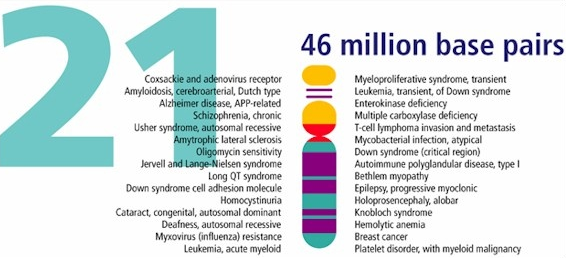 21
46 million base pairs
Coxsackie and adenovirus receptor
Amyloidosis, cerebroarterial, Dutch type
Alzheimer disease, APP-related
Schizophrenia, chronic
Usher syndrome, autosomal recessive
Amytrophic lateral sclerosis
Oligomycin sensitivity
Jervell and Lange-Nielsen syndrome
Long QT syndrome
Down syndrome cell adhesion molecule
Homocystinuria
Cataract, congenital, autosomal dominant
Deafness, autosomal recessive
Myxovirus (influenza) resistance
Leukemia, acute myeloid
Myeloproliferative syndrome, transient
Leukemia, transient, of Down syndrome
Enterokinase deficiency
Multiple carboxylase deficiency
T-cell lymphoma invasion and metastasis
Mycobacterial infection, atypical
Down syndrome (critical region)
Autoimmune polyglandular disease, type I
Bethlem myopathy
Epilepsy, progressive myoclonic
Holoprosencephaly, alobar
Knobloch syndrome
Hemolytic anemia
Breast cancer
Platelet disorder, with myeloid malignancy